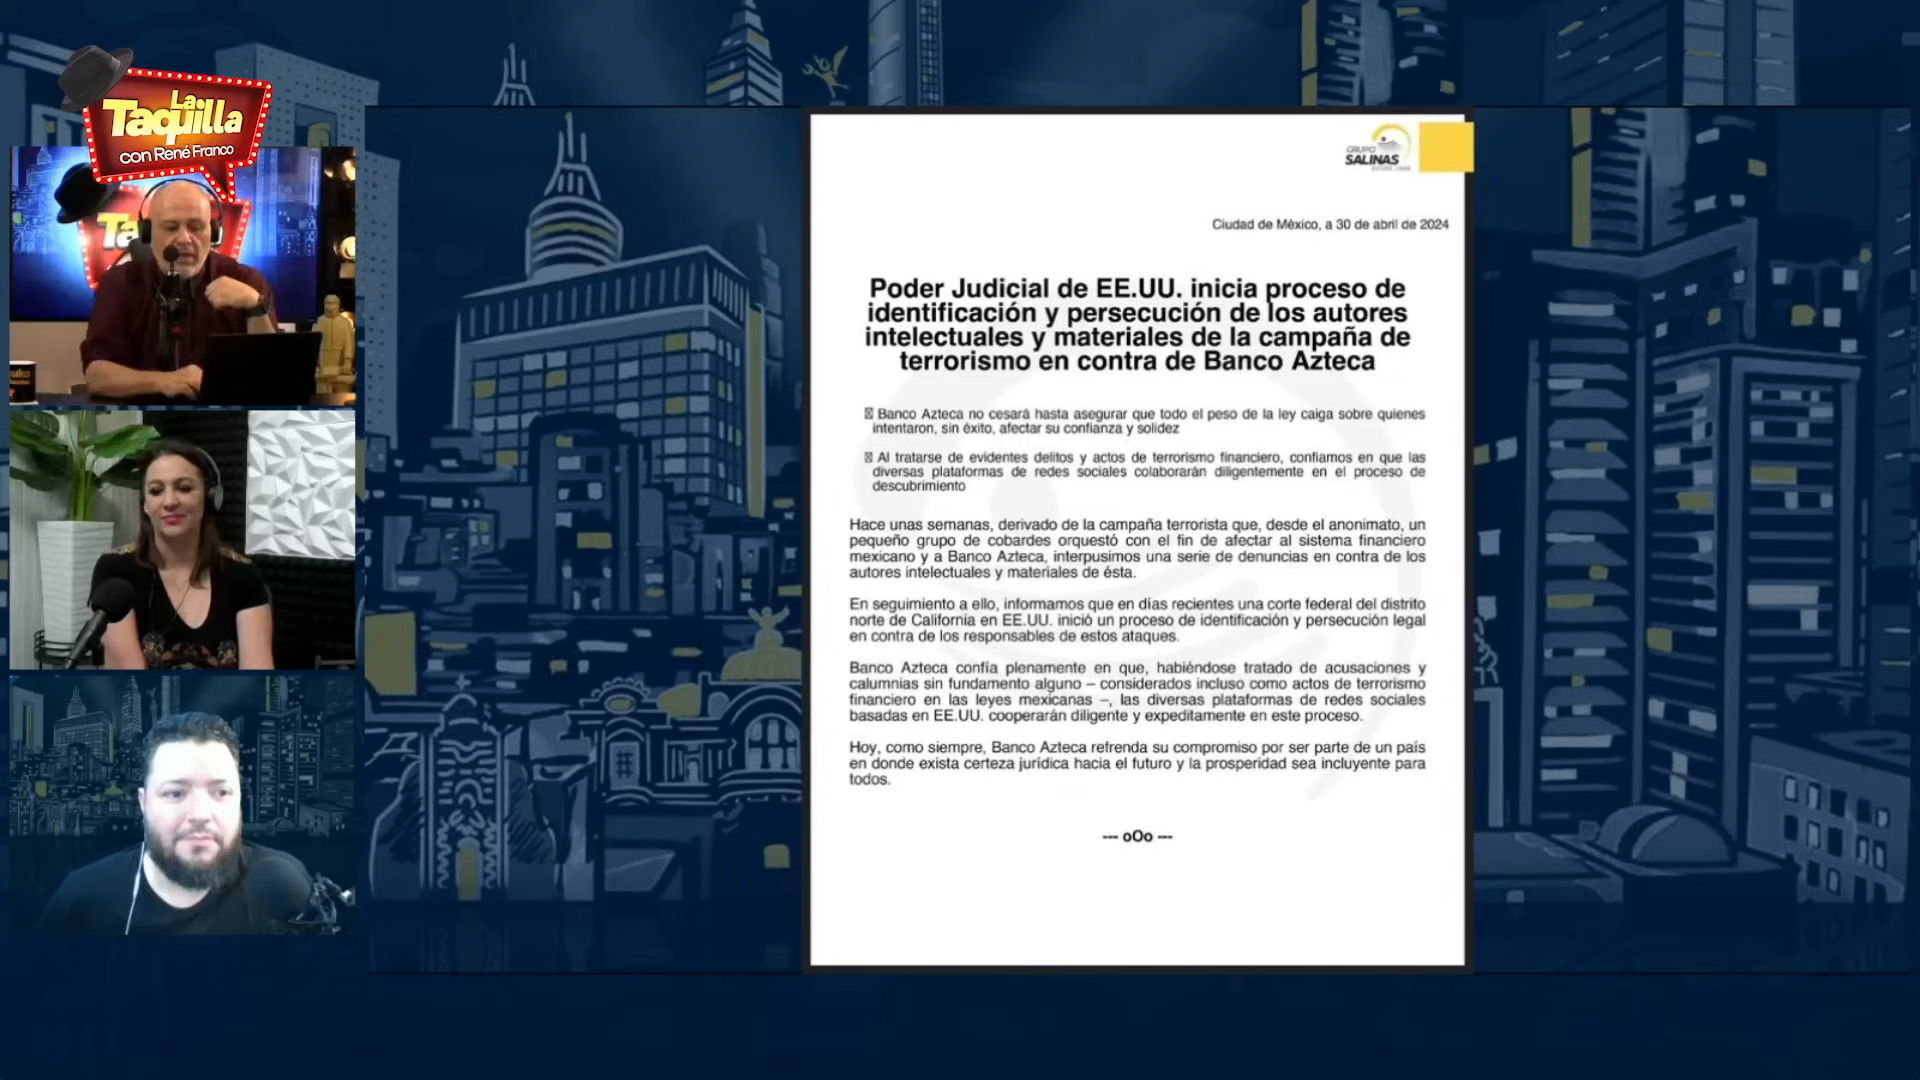 La
Taquilla
con René Franco
Ta
GRUPO
SALINAS
Ciudad de México, a 30 de abril de 2024
Poder Judicial de EE.UU. inicia proceso de
identificación y persecución de los autores
intelectuales y materiales de la campaña de
terrorismo en contra de Banco Azteca
Banco Azteca no cesará hasta asegurar que todo el peso de la ley caiga sobre quienes
intentaron, sin éxito, afectar su confianza y solidez
Al tratarse de evidentes delitos y actos de terrorismo financiero, confiamos en que las
diversas plataformas de redes sociales colaborarán diligentemente en el proceso de
descubrimiento
Hace unas semanas, derivado de la campaña terrorista que, desde el anonimato, un
pequeño grupo de cobardes orquestó con el fin de afectar al sistema financiero
mexicano y a Banco Azteca, interpusimos una serie de denuncias en contra de los
autores intelectuales y materiales de ésta.
En seguimiento a ello, informamos que en días recientes una corte federal del distrito
norte de California en EE.UU. inició un proceso de identificación y persecución legal
en contra de los responsables de estos ataques.
Banco Azteca confía plenamente en que, habiéndose tratado de acusaciones y
calumnias sin fundamento alguno – considerados incluso como actos de terrorismo
financiero en las leyes mexicanas –, las diversas plataformas de redes sociales
basadas en EE.UU. cooperarán diligente y expeditamente en este proceso.
Hoy, como siempre, Banco Azteca refrenda su compromiso por ser parte de un país
en donde exista certeza jurídica hacia el futuro y la prosperidad sea incluyente para
todos.
--- oOo ---